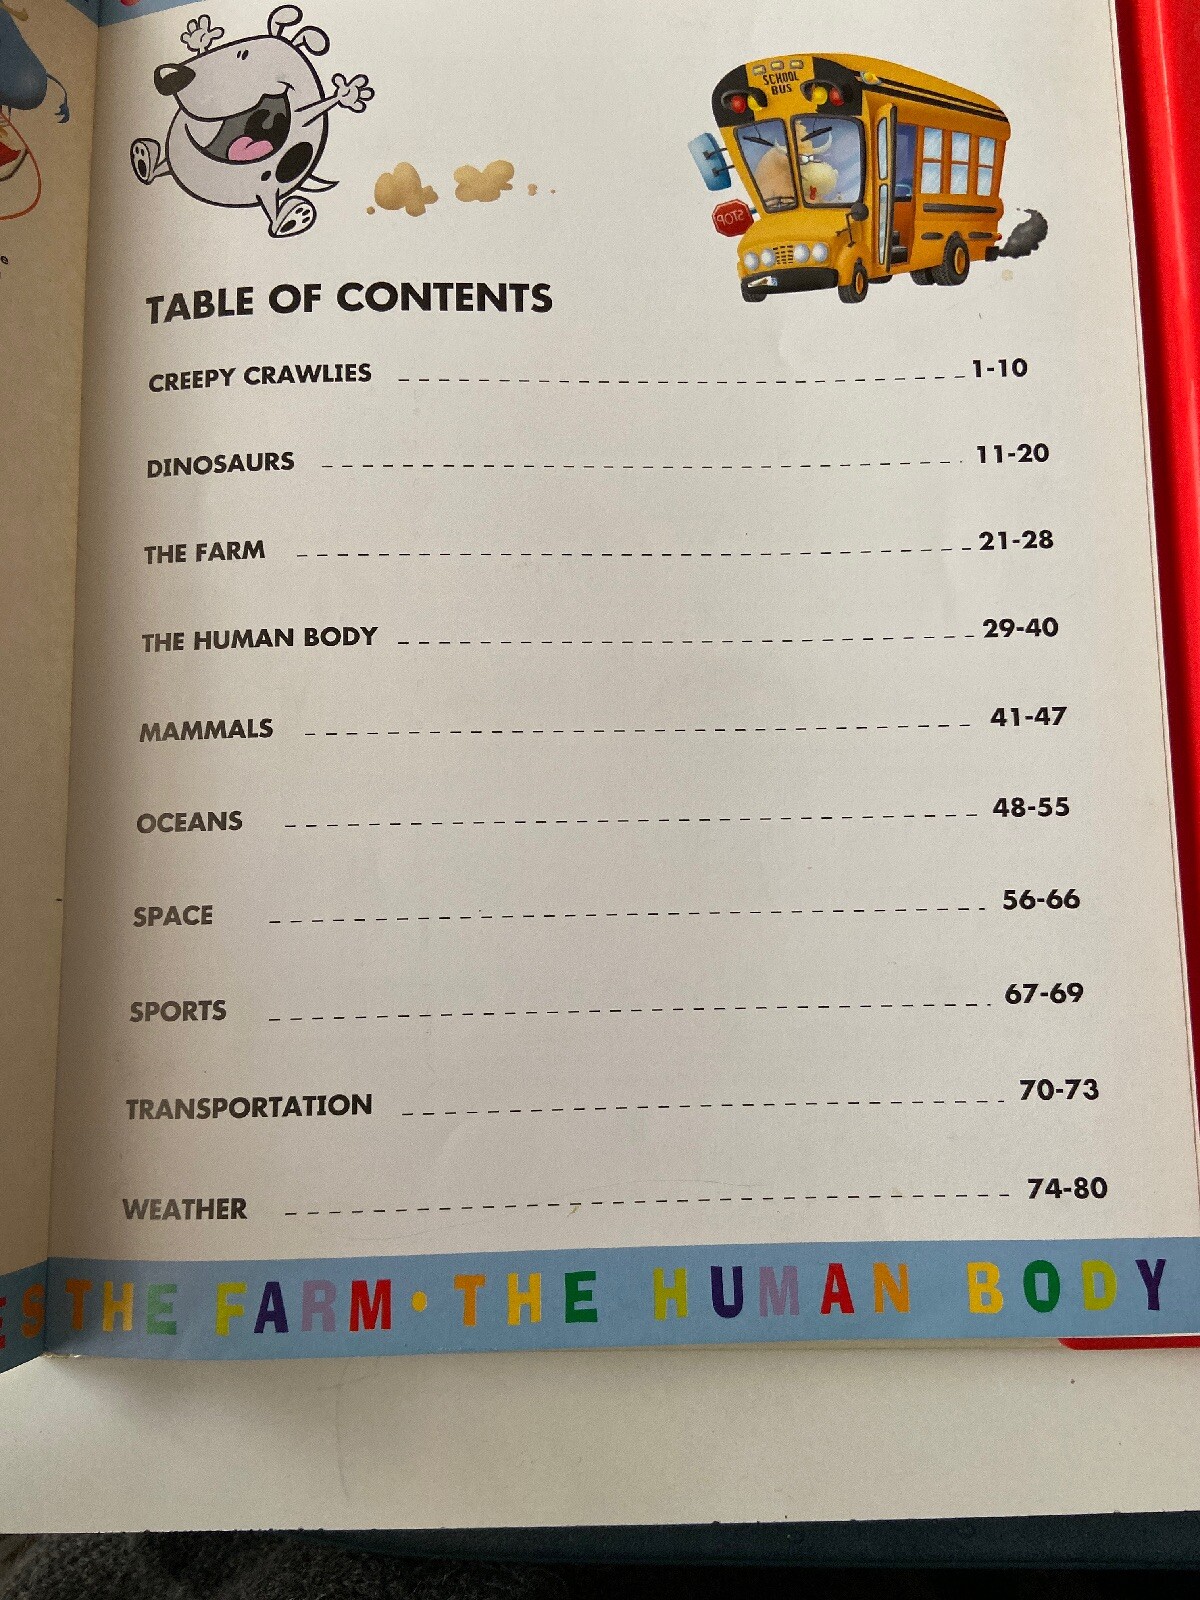 SCHOOL
BUS
STOP
TABLE OF CONTENTS
CREEPY CRAWLIES 1-10
DINOSAURS 11-20
THE FARM 21-28
THE HUMAN BODY 29-40
MAMMALS 41-47
OCEANS 48-55
SPACE 56-66
SPORTS 67-69
TRANSPORTATION 70-73
WEATHER 74-80
ES THE FARM • THE HUMAN BODY